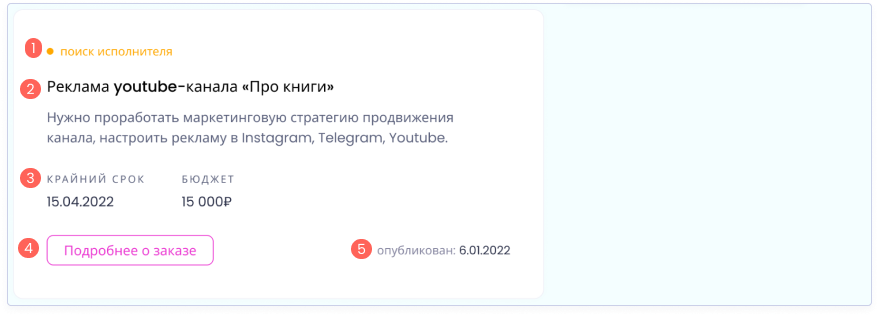 1 поиск исполнителя
2 Реклама youtube-канала «Про книги»
Нужно проработать маркетинговую стратегию продвижения
канала, настроить рекламу в Instagram, Telegram, Youtube.
3 КРАЙНИЙ СРОК БЮДЖЕТ
15.04.2022 15 000₽
4 Подробнее о заказе 5 опубликован: 6.01.2022